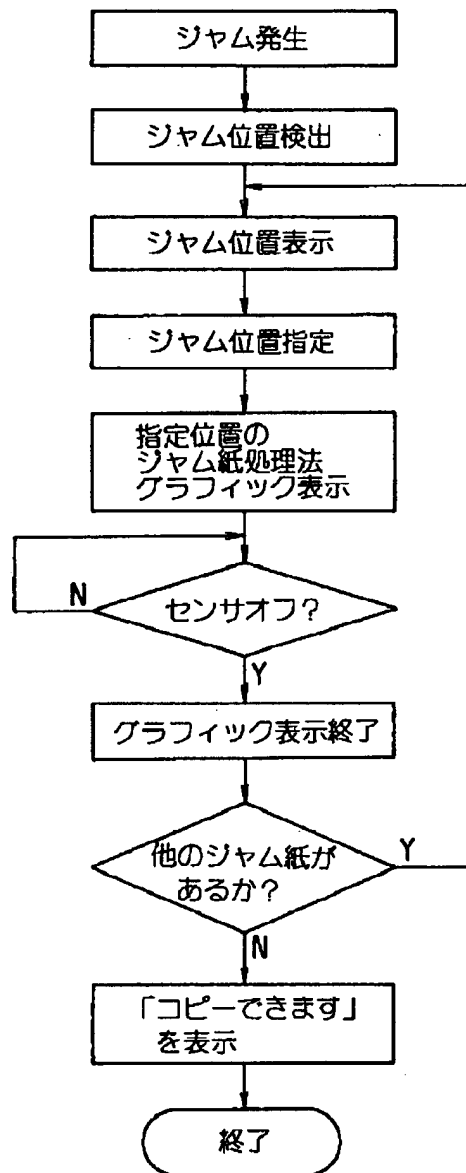 ジャム発生
ジャム位置検出
ジャム位置表示
ジャム位置指定
指定位置の
ジャム紙処理法
グラフィック表示
センサオフ?
N
Y
グラフィック表示終了
他のジャム紙が
あるか?
Y
N
「コピーできます」
を表示
終了